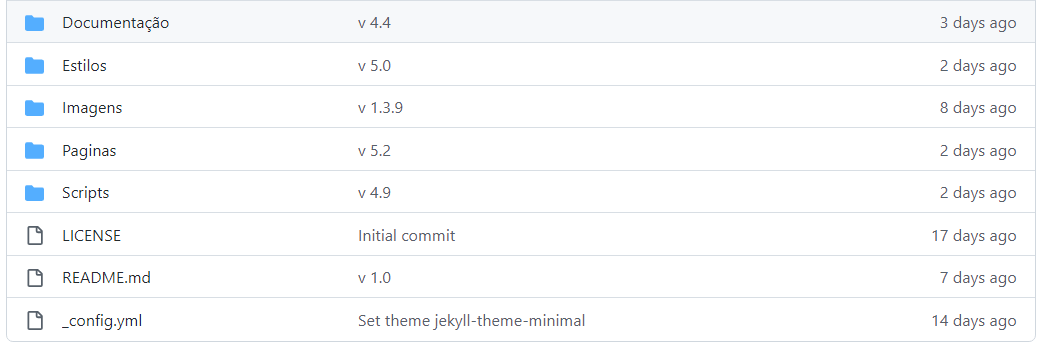 Documentação v 4.4 3 days ago
Estilos v 5.0 2 days ago
Imagens v 1.3.9 8 days ago
Paginas v 5.2 2 days ago
Scripts v 4.9 2 days ago
LICENSE Initial commit 17 days ago
README.md v 1.0 7 days ago
_config.yml Set theme jekyll-theme-minimal 14 days ago